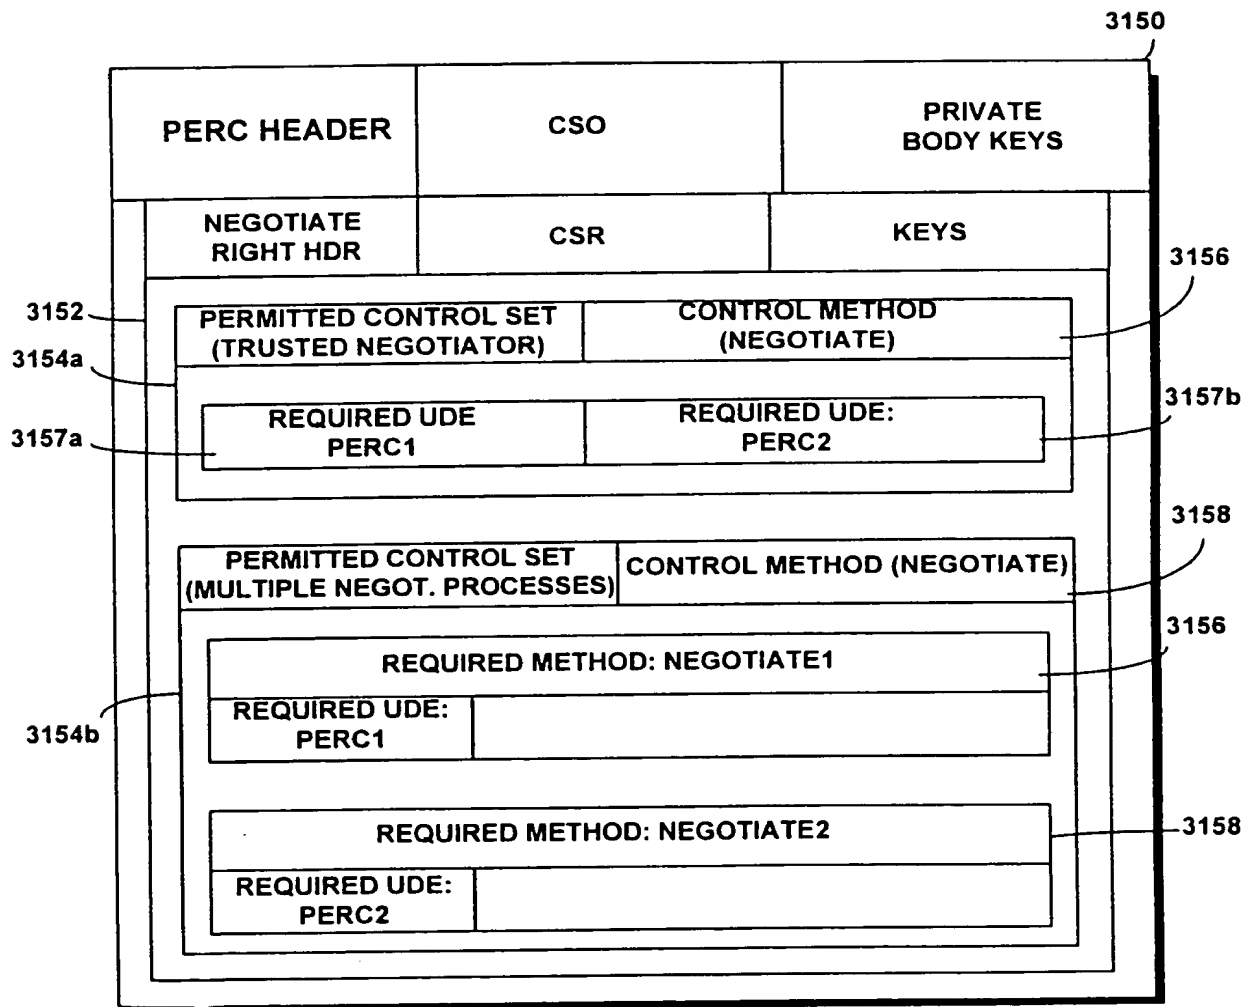 3150
PERC HEADER
CSO
PRIVATE
BODY KEYS
NEGOTIATE
RIGHT HDR
CSR
KEYS
3156
3152
PERMITTED CONTROL SET
(TRUSTED NEGOTIATOR)
CONTROL METHOD
(NEGOTIATE)
3154a
3157b
REQUIRED UDE
PERC1
REQUIRED UDE:
PERC2
3157a
3158
PERMITTED CONTROL SET
(MULTIPLE NEGOT. PROCESSES)
CONTROL METHOD (NEGOTIATE)
3156
REQUIRED METHOD: NEGOTIATE1
REQUIRED UDE:
PERC1
3154b
REQUIRED METHOD: NEGOTIATE2
3158
REQUIRED UDE:
PERC2